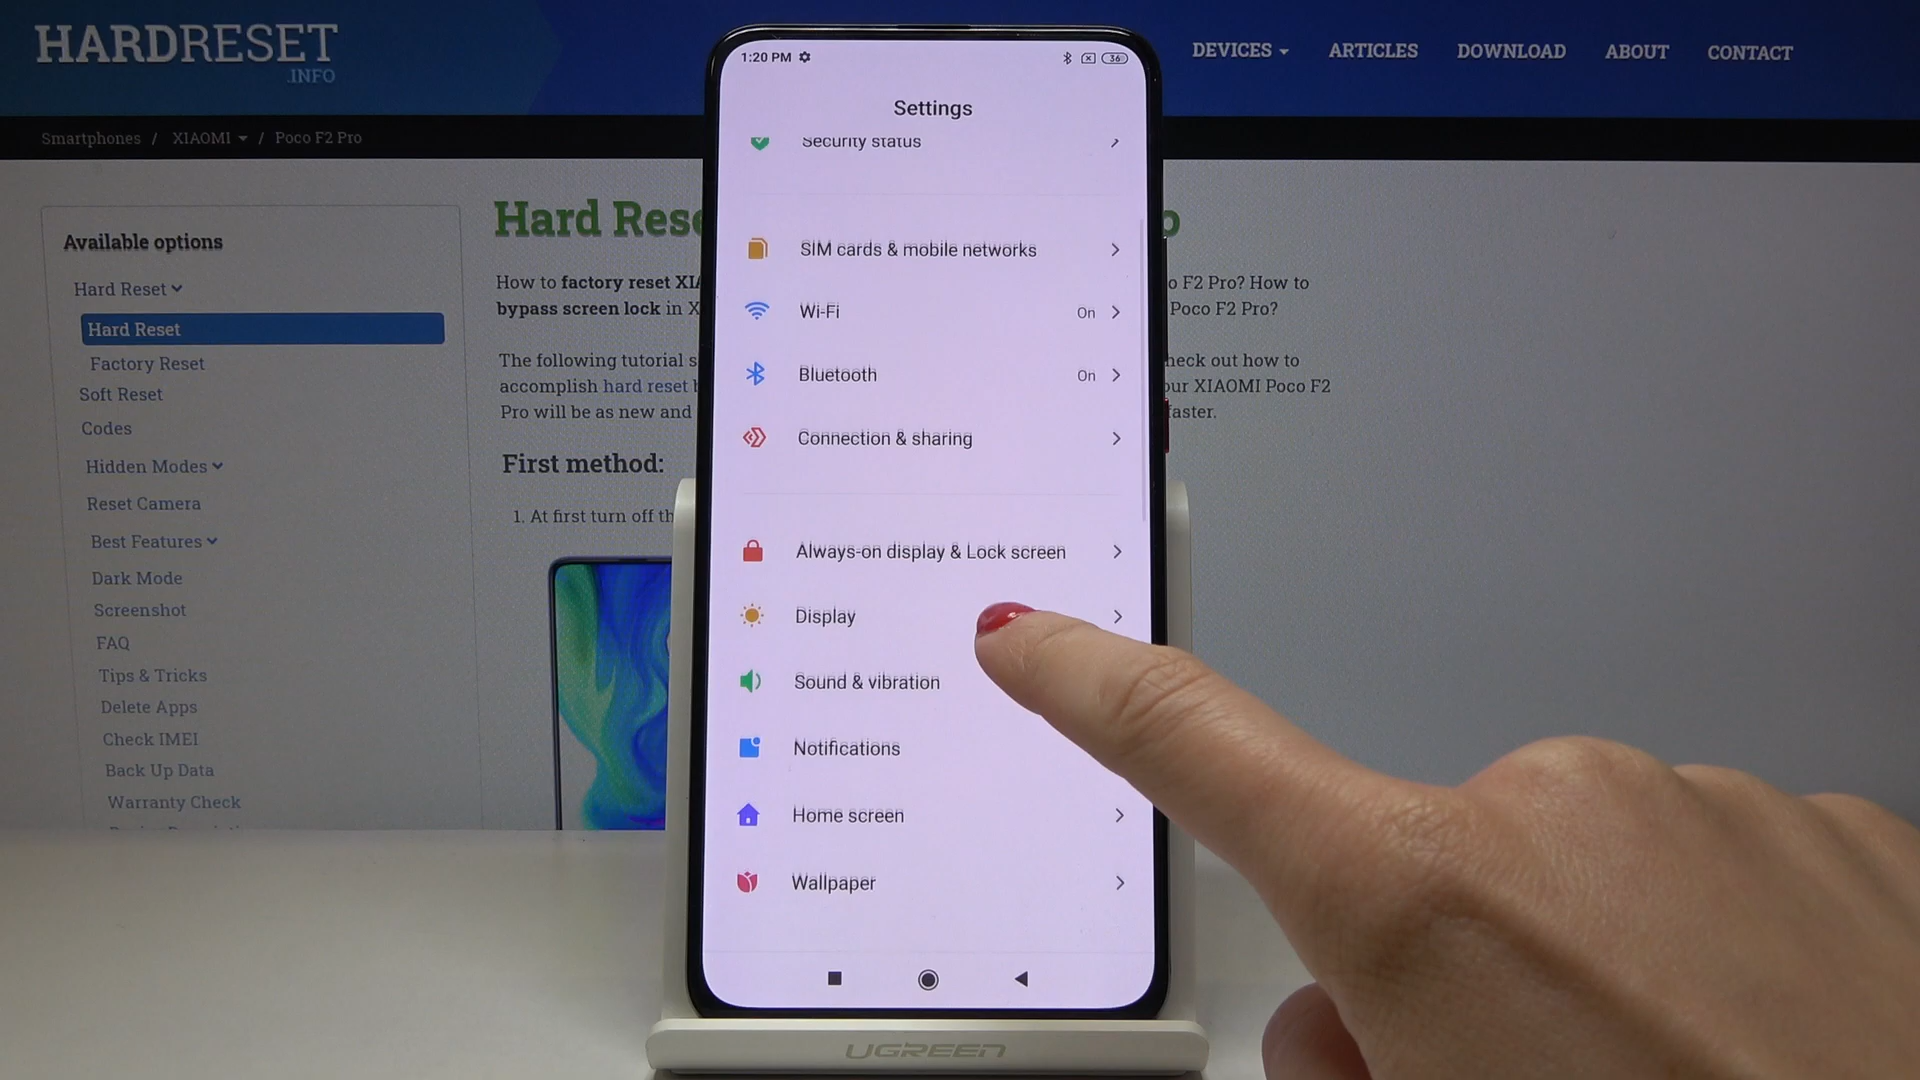 HARDRESET
.INFO
DEVICES
ARTICLES
DOWNLOAD
ABOUT
CONTACT
Smartphones / XIAOMI / Poco F2 Pro
Available options
Hard Reset
Hard Reset
Factory Reset
Soft Reset
Codes
Hidden Modes
Reset Camera
Best Features
Dark Mode
Screenshot
FAQ
Tips & Tricks
Delete Apps
Check IMEI
Back Up Data
Warranty Check
Hard Res
o
How to factory reset XIA
o F2 Pro? How to
bypass screen lock in X
Poco F2 Pro?
The following tutorial s
heck out how to
accomplish hard reset b
our XIAOMI Poco F2
Pro will be as new and
faster.
First method:
1. At first turn off th
1:20 PM
36
Settings
Security status
SIM cards & mobile networks
Wi-Fi On
Bluetooth On
Connection & sharing
Always-on display & Lock screen
Display
Sound & vibration
Notifications
Home screen
Wallpaper
UGREEN